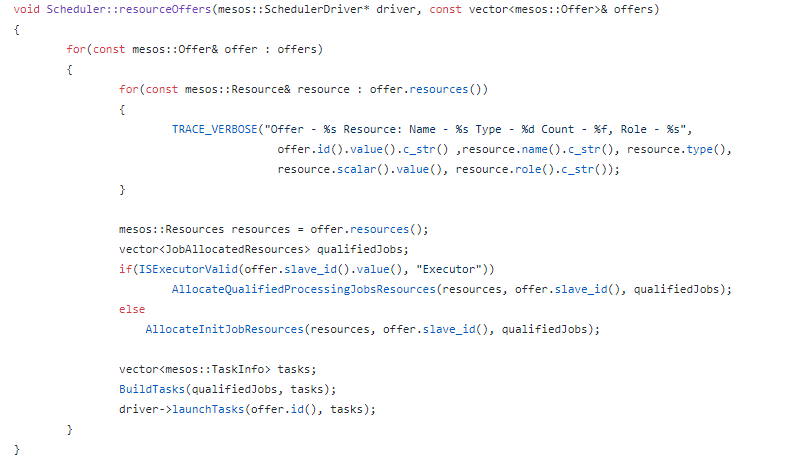 void Scheduler::resourceOffers(mesos::SchedulerDriver* driver, const vector<mesos::Offer>& offers)
{
for(const mesos::Offer& offer : offers)
{
for(const mesos::Resource& resource : offer.resources())
{
TRACE_VERBOSE("Offer - %s Resource: Name - %s Type - %d Count - %f, Role - %s",
offer.id().value().c_str() ,resource.name().c_str(), resource.type(),
resource.scalar().value(), resource.role().c_str());
}
mesos::Resources resources = offer.resources();
vector<JobAllocatedResources> qualifiedJobs;
if(ISExecutorValid(offer.slave_id().value(), "Executor"))
AllocateQualifiedProcessingJobsResources(resources, offer.slave_id(), qualifiedJobs);
else
AllocateInitJobResources(resources, offer.slave_id(), qualifiedJobs);
vector<mesos::TaskInfo> tasks;
BuildTasks(qualifiedJobs, tasks);
driver->launchTasks(offer.id(), tasks);
}
}